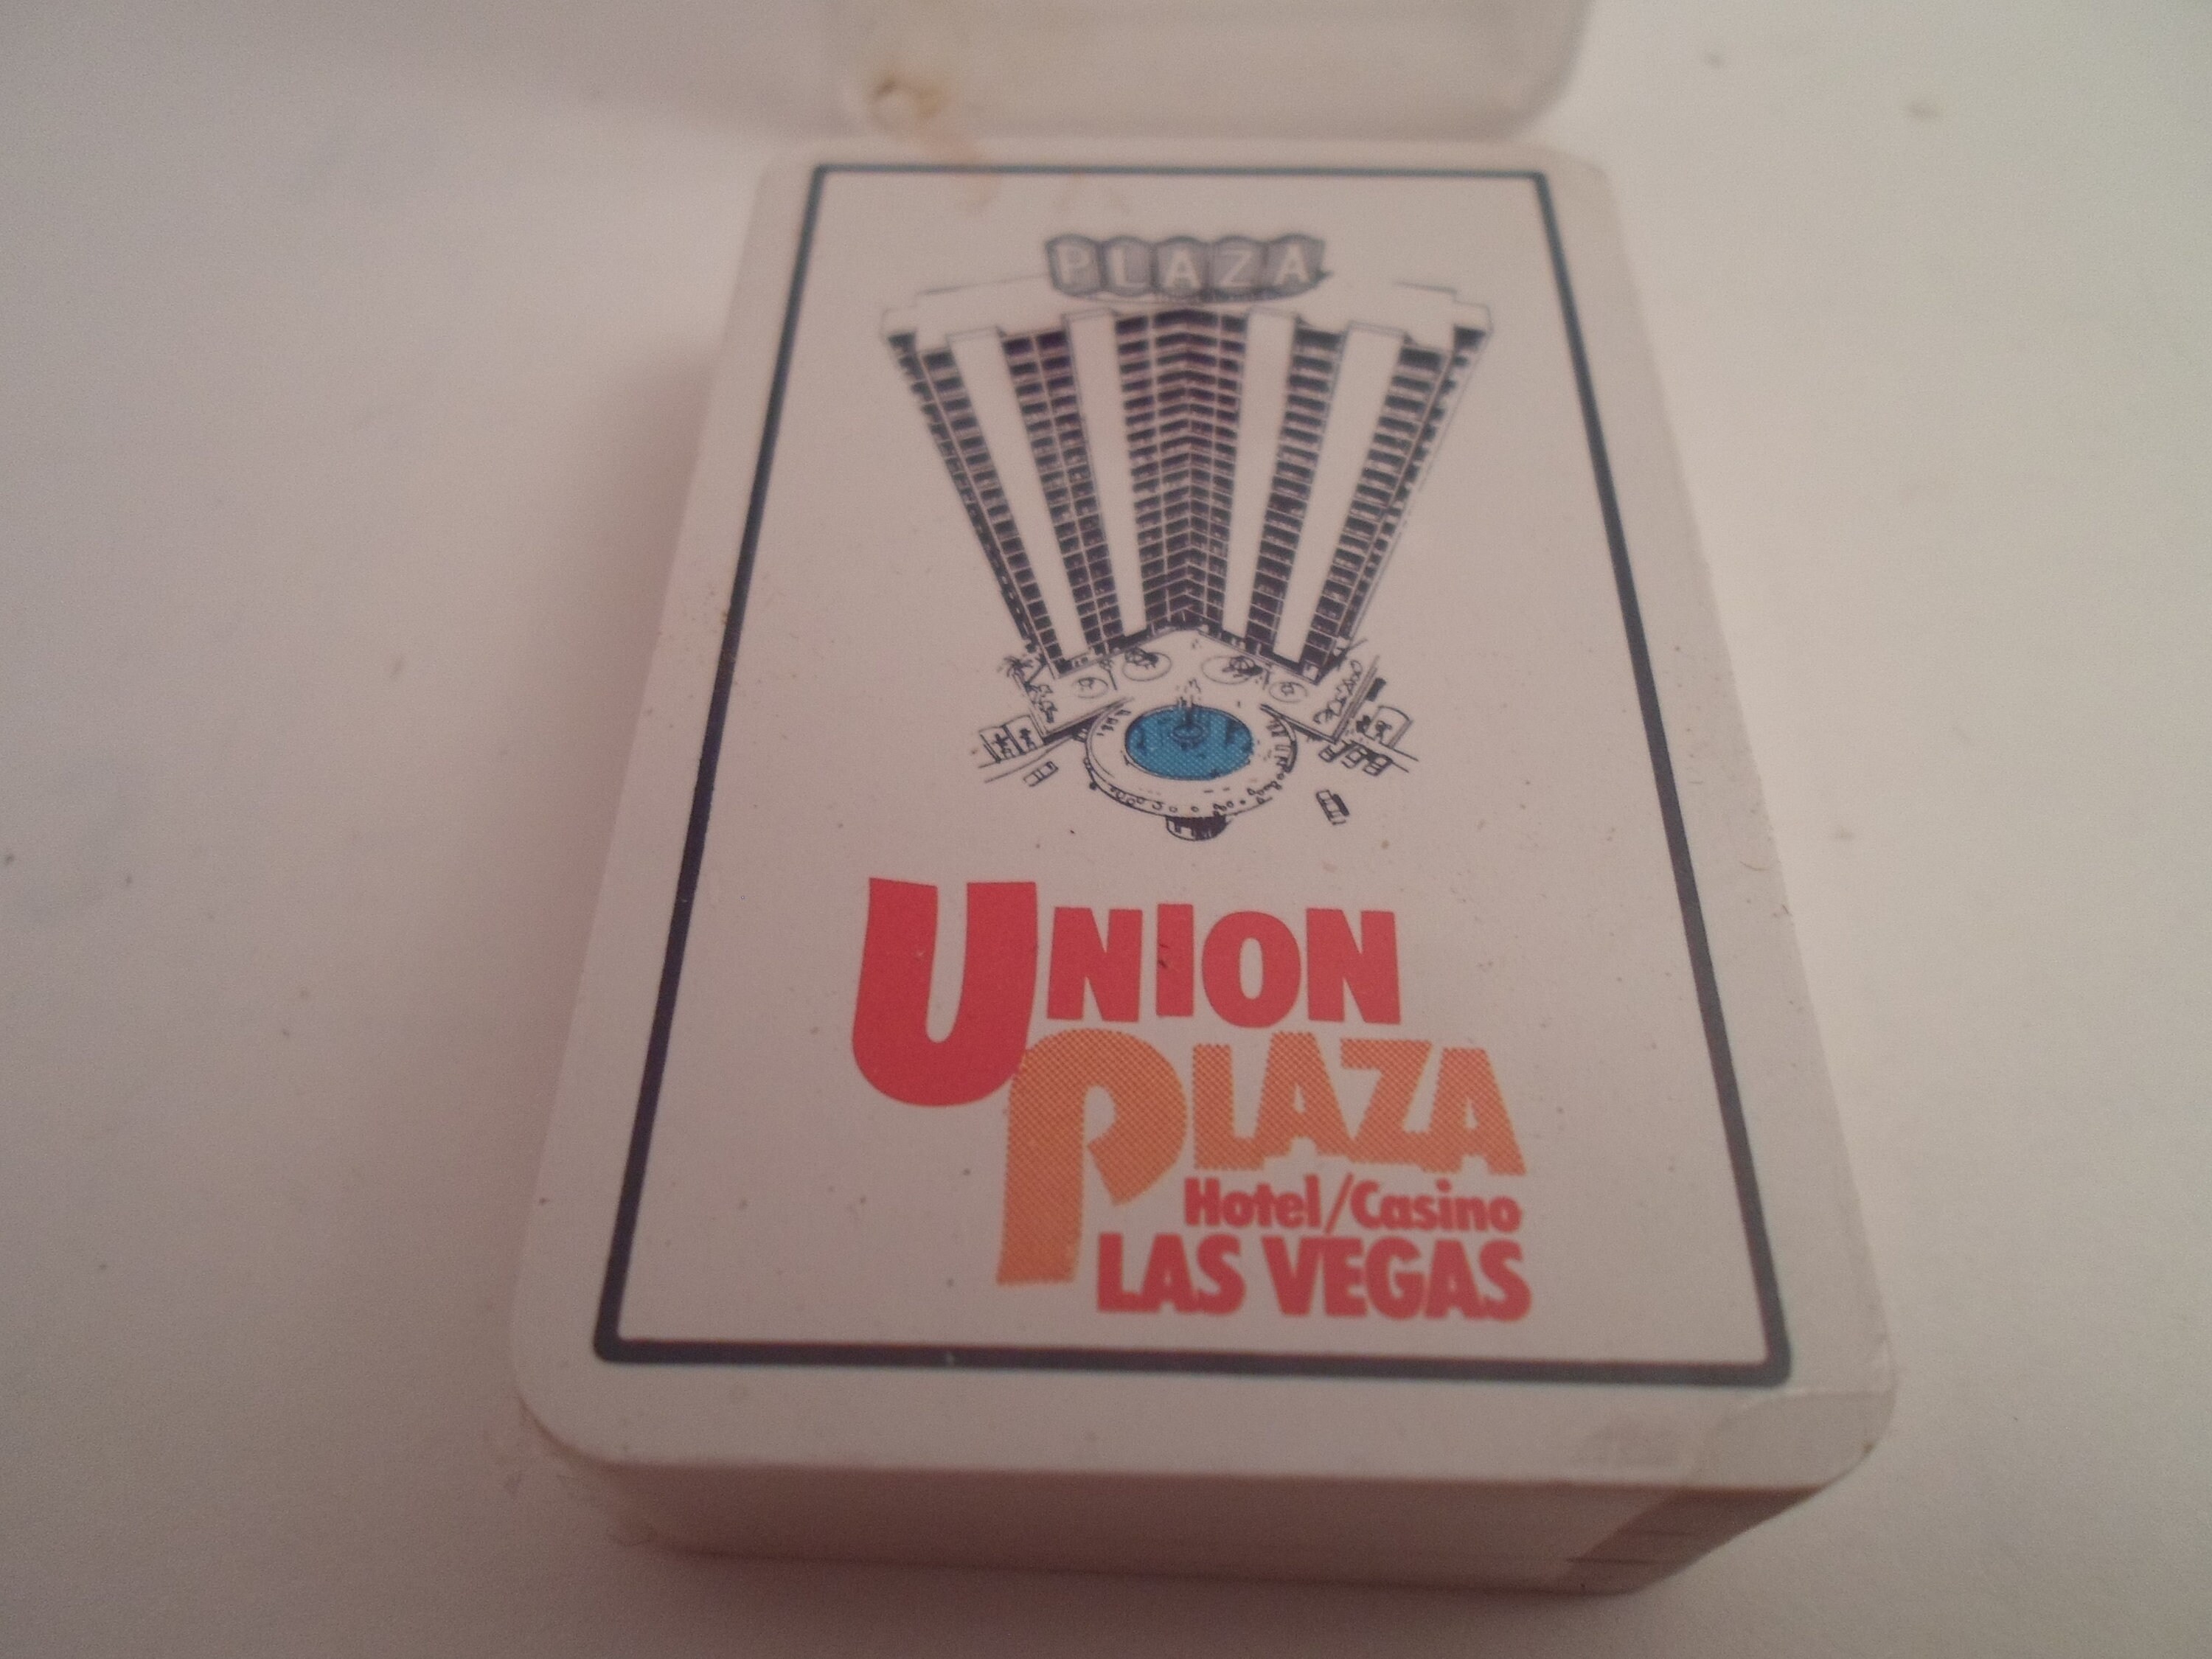 PLAZA
UNION
PLAZA
Hotel/Casino
LAS VEGAS